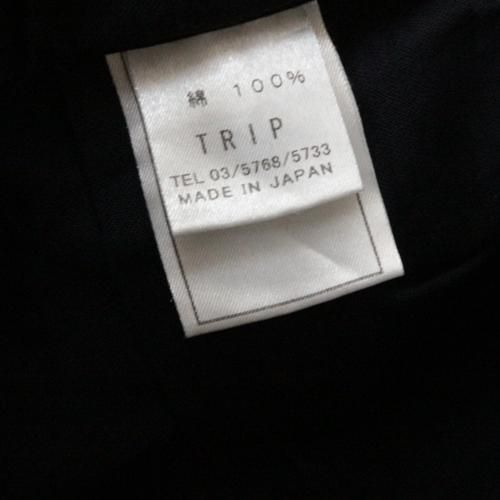 綿 100%
TRIP
TEL 03/5768/5733
MADE IN JAPAN